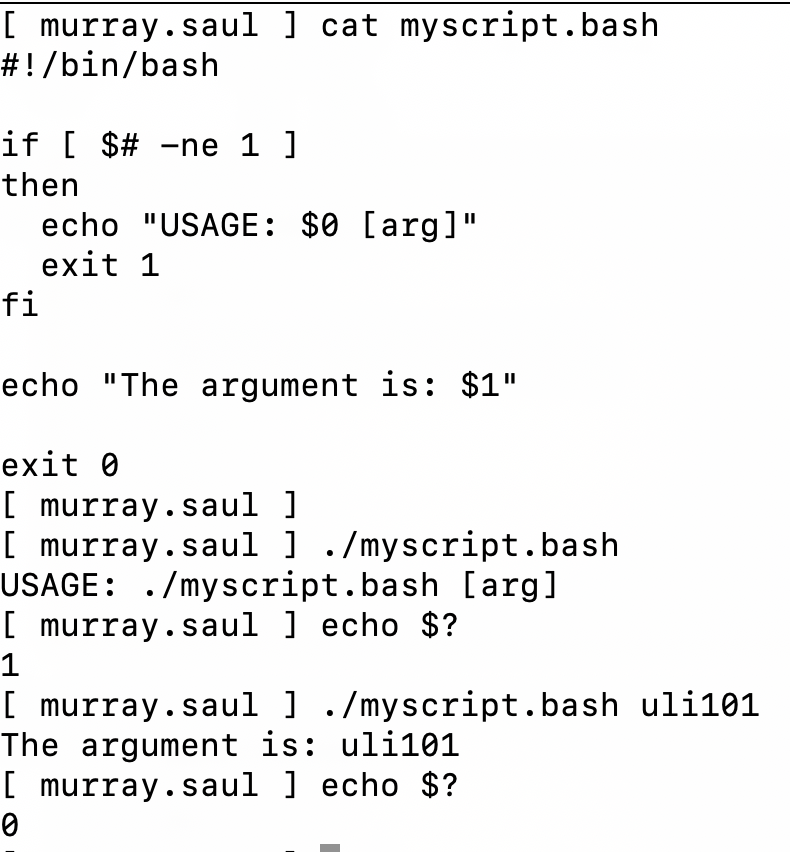 [ murray.saul ] cat myscript.bash
#!/bin/bash

if [ $# -ne 1 ]
then
  echo "USAGE: $0 [arg]"
  exit 1
fi

echo "The argument is: $1"

exit 0
[ murray.saul ]
[ murray.saul ] ./myscript.bash
USAGE: ./myscript.bash [arg]
[ murray.saul ] echo $?
1
[ murray.saul ] ./myscript.bash uli101
The argument is: uli101
[ murray.saul ] echo $?
0